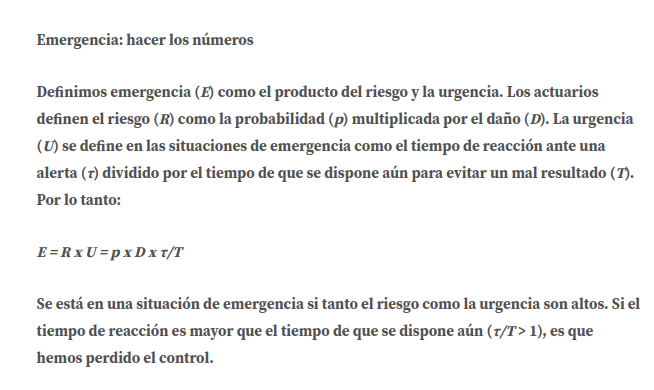 Emergencia: hacer los números
Definimos emergencia (E) como el producto del riesgo y la urgencia. Los actuarios
definen el riesgo (R) como la probabilidad (p) multiplicada por el daño (D). La urgencia
(U) se define en las situaciones de emergencia como el tiempo de reacción ante una
alerta (τ) dividido por el tiempo de que se dispone aún para evitar un mal resultado (T).
Por lo tanto:
E = R x U = p x D x τ/T
Se está en una situación de emergencia si tanto el riesgo como la urgencia son altos. Si el
tiempo de reacción es mayor que el tiempo de que se dispone aún (τ/T > 1), es que
hemos perdido el control.